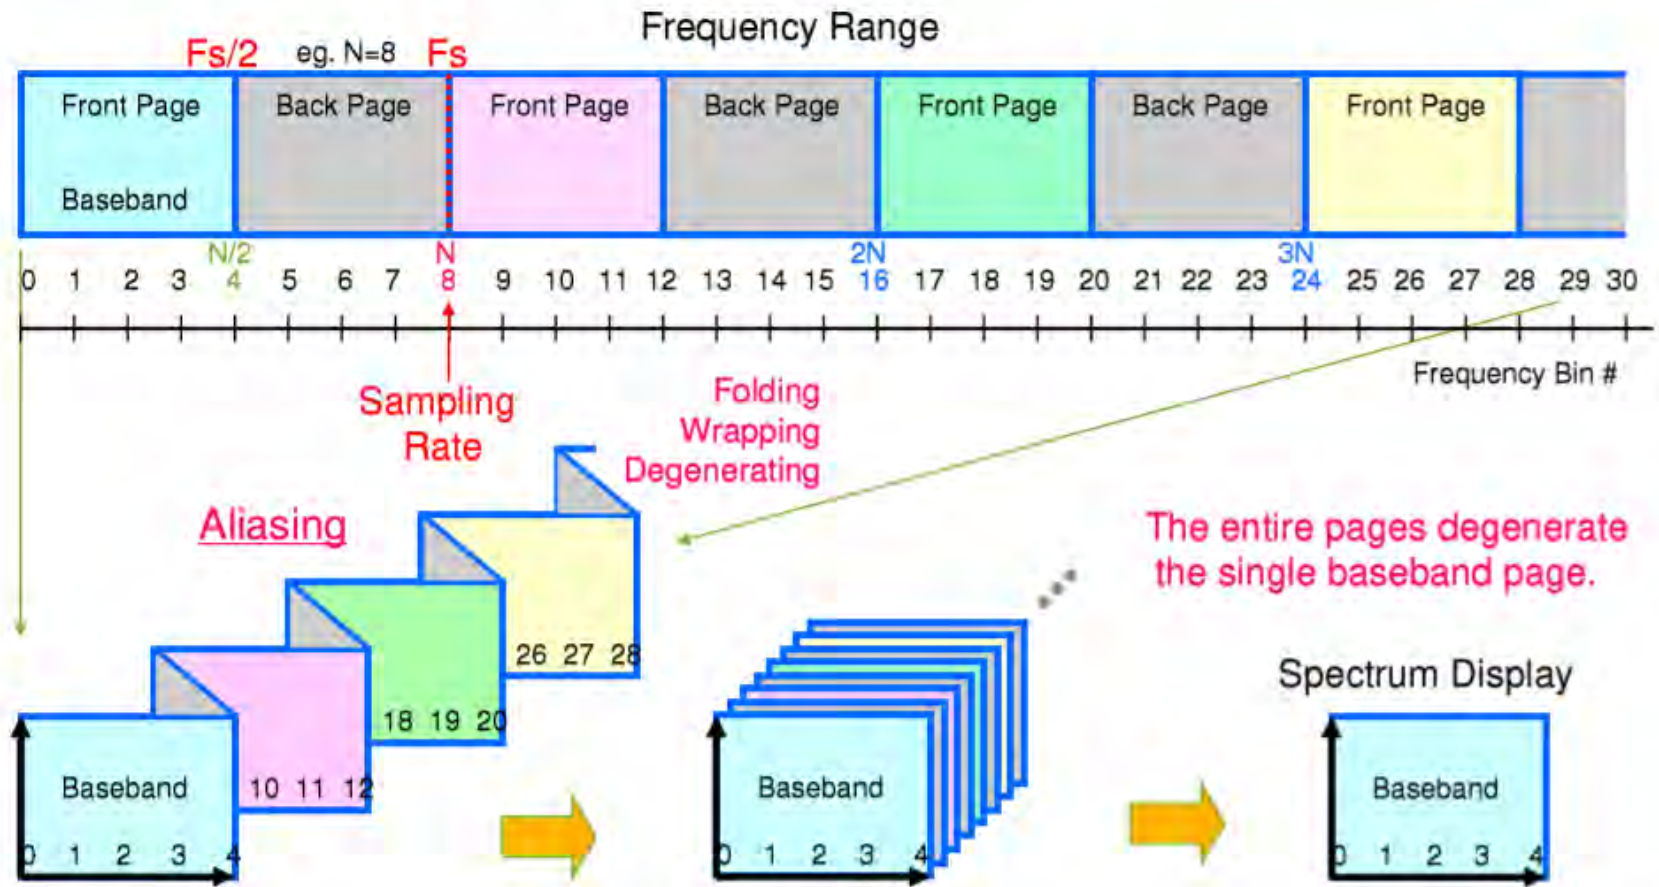 Frequency Range
Fs/2 eg. N=8 Fs
Front Page Back Page Front Page Back Page Front Page Back Page Front Page
Baseband
N/2 N 2N 3N
0 1 2 3 4 5 6 7 8 9 10 11 12 13 14 15 16 17 18 19 20 21 22 23 24 25 26 27 28 29 30
Frequency Bin #
Sampling
Rate
Folding
Wrapping
Degenerating
Aliasing
The entire pages degenerate
the single baseband page.
26 27 28
18 19 20
10 11 12
Baseband
0 1 2 3 4
Baseband
0 1 2 3 4
Spectrum Display
Baseband
0 1 2 3 4